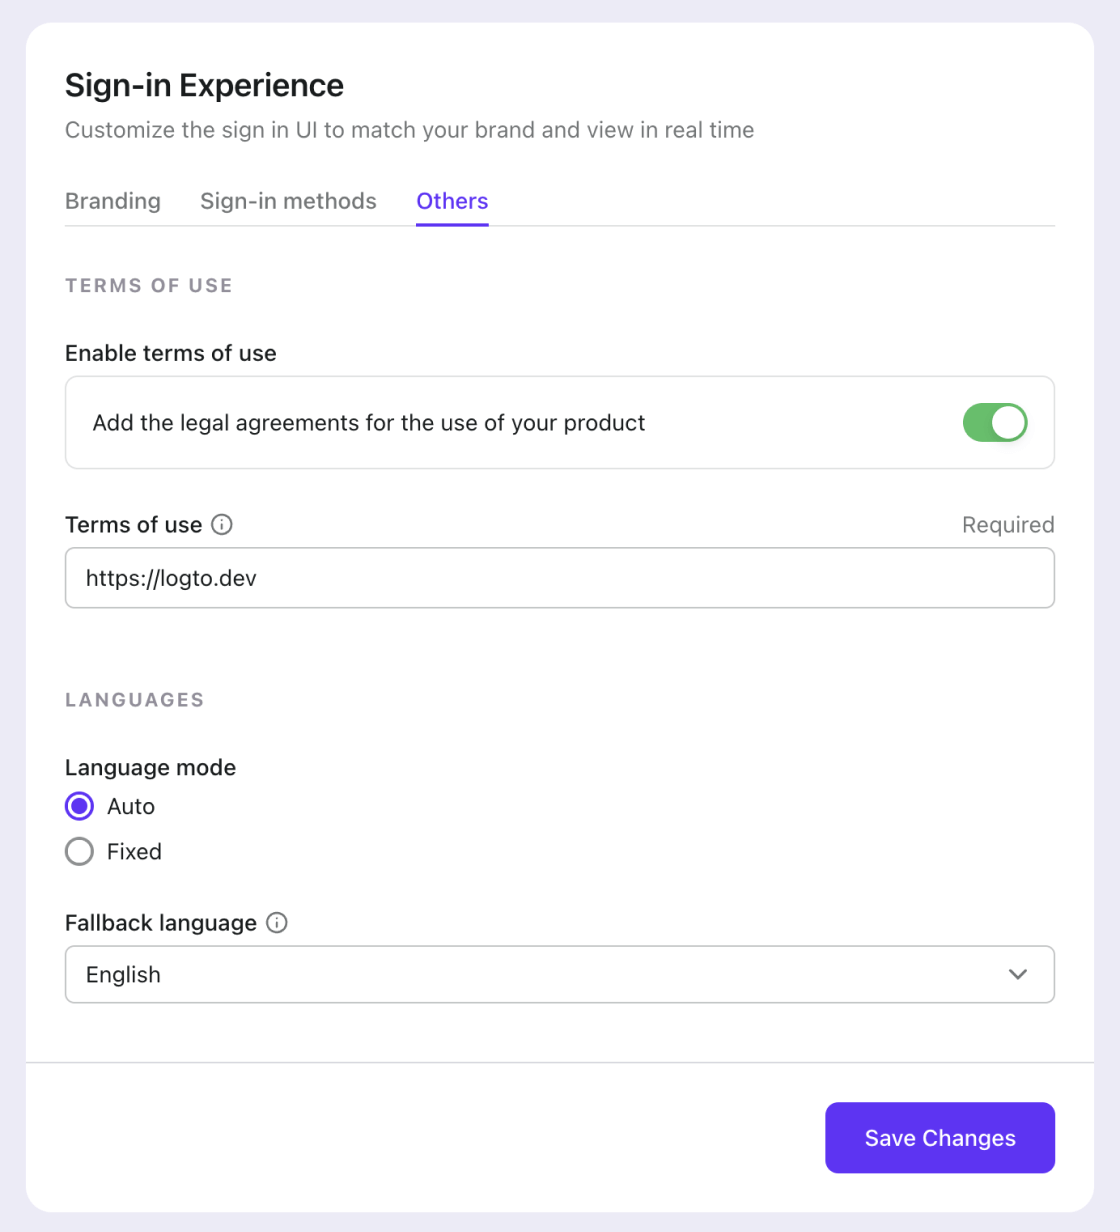 Sign-in Experience
Customize the sign in UI to match your brand and view in real time
Branding Sign-in methods Others
TERMS OF USE
Enable terms of use
Add the legal agreements for the use of your product
Terms of use Required
https://logto.dev
LANGUAGES
Language mode
Auto
Fixed
Fallback language
English
Save Changes